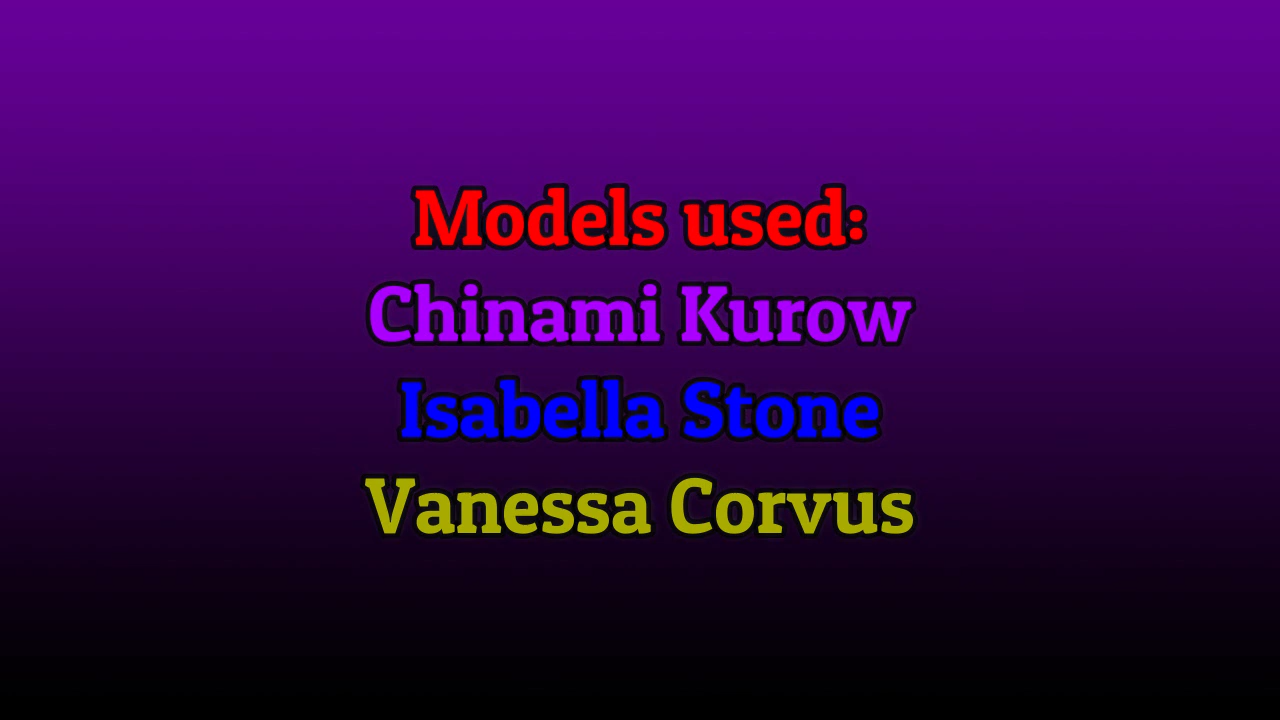 Models used:
Chinami Kurow
Isabella Stone
Vanessa Corvus